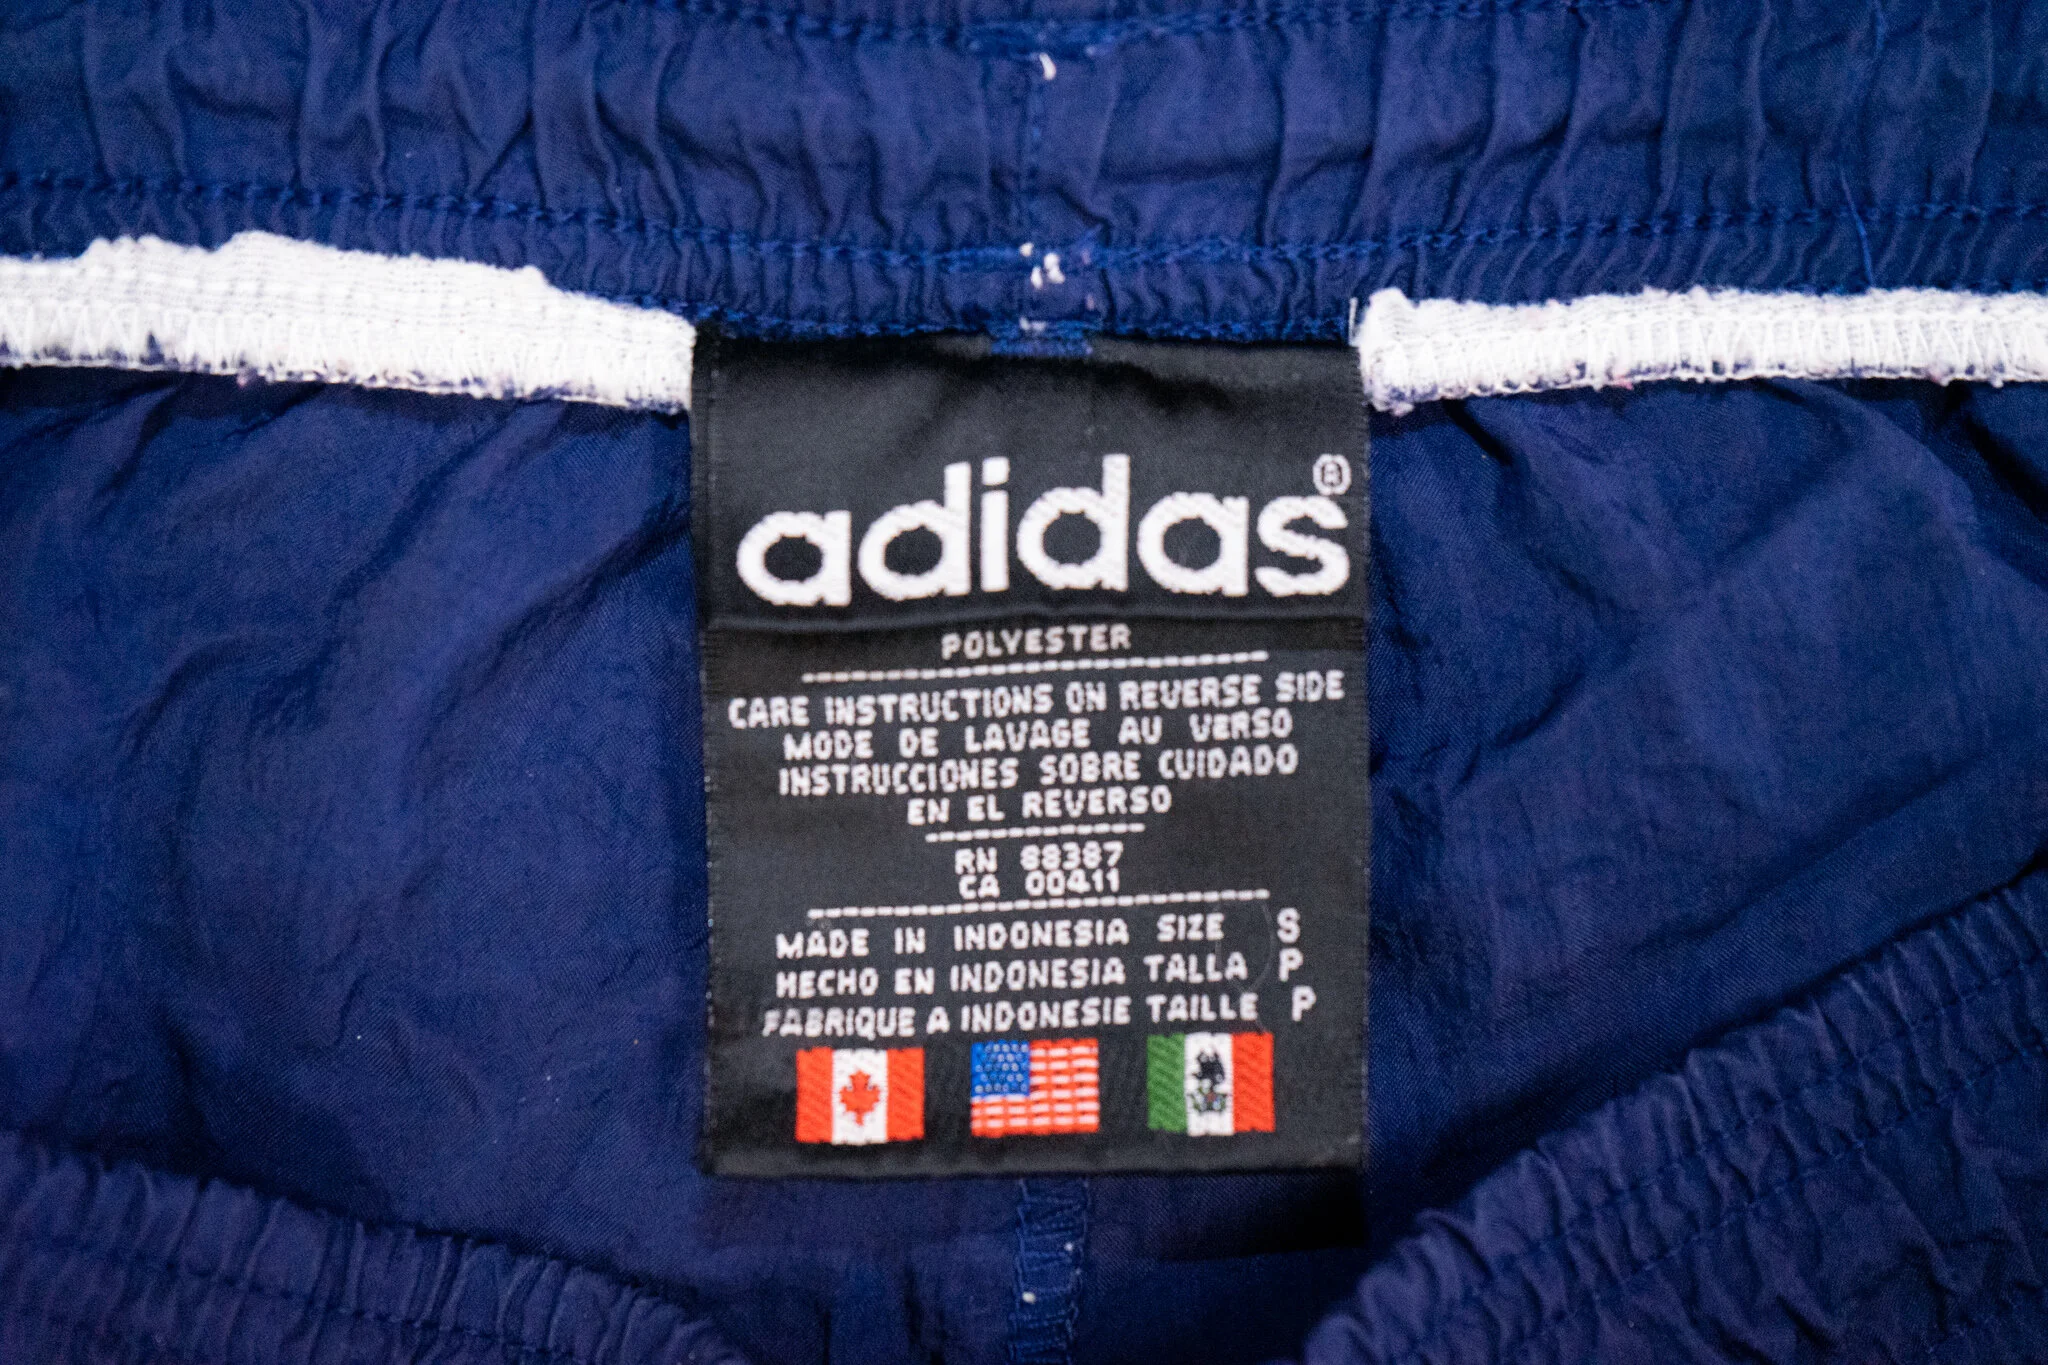 adidas®
POLYESTER
CARE INSTRUCTIONS ON REVERSE SIDE
MODE DE LAVAGE AU VERSO
INSTRUCCIONES SOBRE CUIDADO
EN EL REVERSO
RN 88387
CA 00411
MADE IN INDONESIA SIZE S
HECHO EN INDONESIA TALLA P
FABRIQUE A INDONESIE TAILLE P